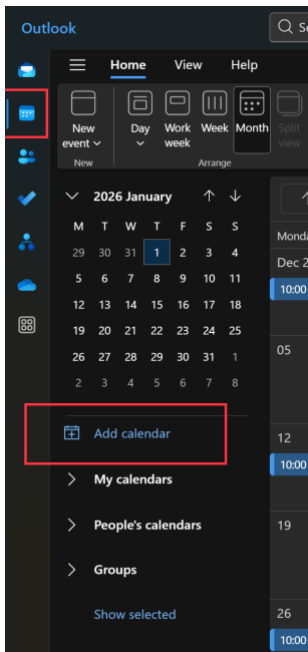 Outlook
Home View Help
New event
Day
Work week
Week
Month
Split view
New
Arrange
2026 January
M T W T F S S
29 30 31 1 2 3 4
5 6 7 8 9 10 11
12 13 14 15 16 17 18
19 20 21 22 23 24 25
26 27 28 29 30 31 1
2 3 4 5 6 7 8
Add calendar
My calendars
People's calendars
Groups
Show selected
Monda
Dec 2
10:00
05
12
10:00
19
26
10:00